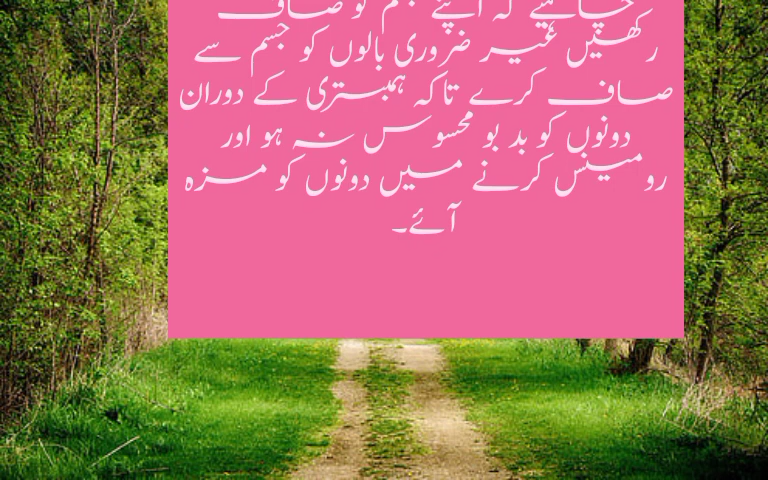 چاہئیے کہ اپنے جسم کو صاف
رکھیں غیر ضروری بالوں کو جسم سے
صاف کرے تاکہ ہمبستری کے دوران
دونوں کو بد بو محسوس نہ ہو اور
رومینس کرنے میں دونوں کو مزہ
آئے۔